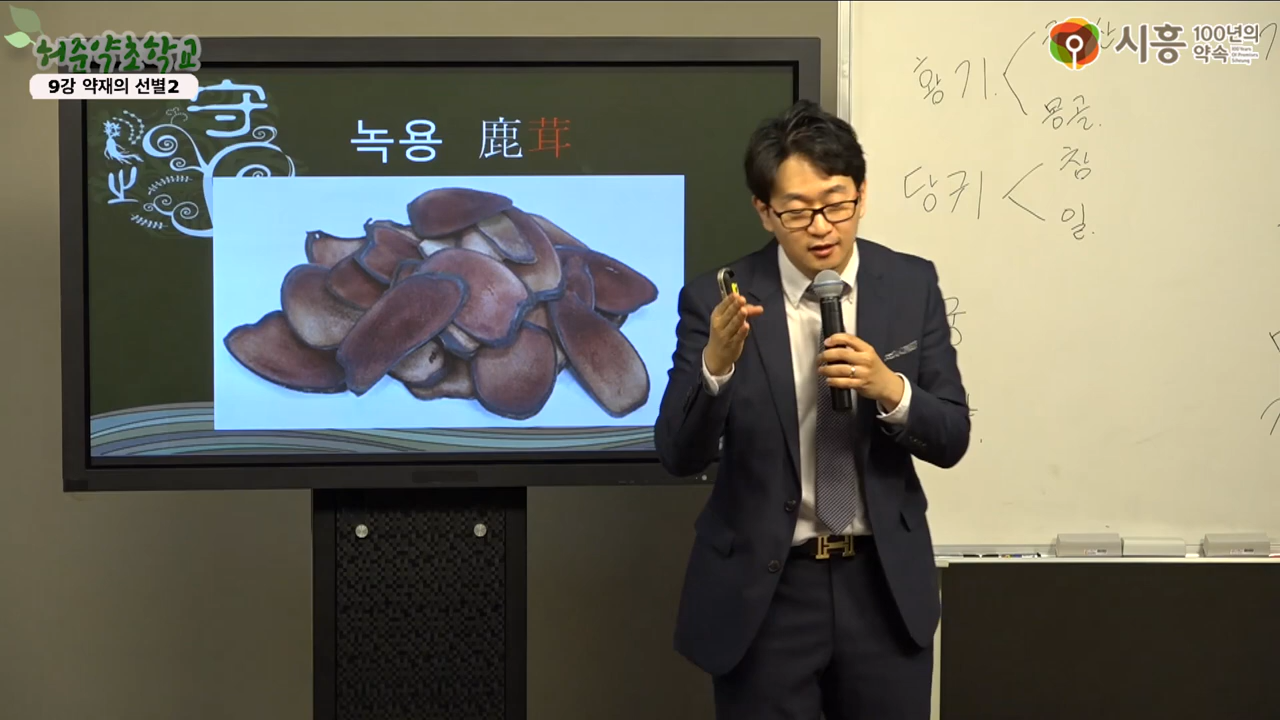 허준약초학교
9강 약재의 선별2
시흥 100년의 약속
守
녹용 鹿茸
황기
몽골.
당귀
참
일.